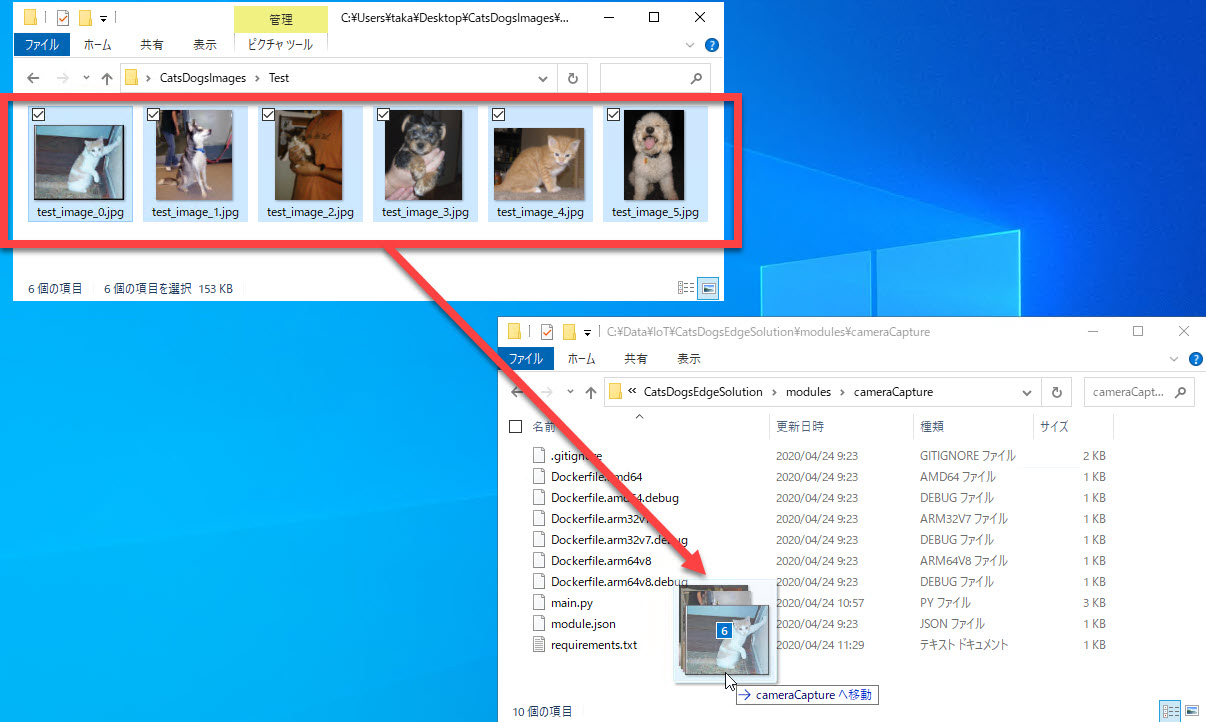 管理
C:¥Users¥taka¥Desktop¥CatsDogsImages¥...
ファイル ホーム 共有 表示 ピクチャ ツール
CatsDogsImages › Test
test_image_0.jpg test_image_1.jpg test_image_2.jpg test_image_3.jpg test_image_4.jpg test_image_5.jpg
6 個の項目 6 個の項目を選択 153 KB
C:¥Data¥IoT¥CatsDogsEdgeSolution¥modules¥cameraCapture
ファイル ホーム 共有 表示
« CatsDogsEdgeSolution › modules › cameraCapture cameraCapt...
名前 更新日時 種類 サイズ
.gitignore 2020/04/24 9:23 GITIGNORE ファイル 2 KB
Dockerfile.amd64 2020/04/24 9:23 AMD64 ファイル 1 KB
Dockerfile.amd64.debug 2020/04/24 9:23 DEBUG ファイル 1 KB
Dockerfile.arm32v7 2020/04/24 9:23 ARM32V7 ファイル 1 KB
Dockerfile.arm32v7.debug 2020/04/24 9:23 DEBUG ファイル 1 KB
Dockerfile.arm64v8 2020/04/24 9:23 ARM64V8 ファイル 1 KB
Dockerfile.arm64v8.debug 2020/04/24 9:23 DEBUG ファイル 1 KB
main.py 2020/04/24 10:57 PY ファイル 3 KB
module.json 2020/04/24 9:23 JSON ファイル 1 KB
requirements.txt 2020/04/24 11:29 テキスト ドキュメント 1 KB
6
→ cameraCapture へ移動
10 個の項目